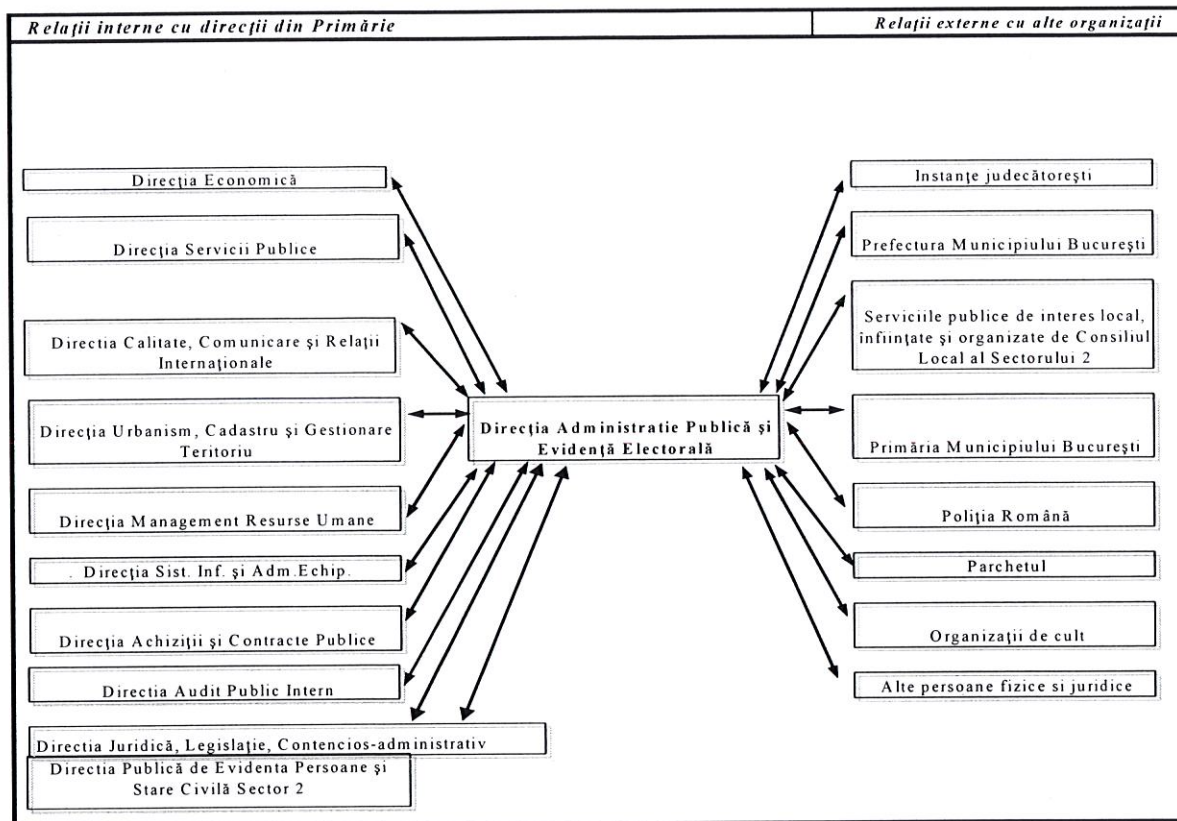 Relaţii interne cu direcţii din Primărie
Relaţii externe cu alte organizaţii
Direcţia Economică
Direcţia Servicii Publice
Directia Calitate, Comunicare şi Relaţii
Internaţionale
Direcţia Urbanism, Cadastru şi Gestionare
Teritoriu
Direcţia Management Resurse Umane
. Direcţia Sist. Inf. şi Adm.Echip.
Direcţia Achiziţii şi Contracte Publice
Directia Audit Public Intern
Directia Juridică, Legislaţie, Contencios-administrativ
Directia Publică de Evidenta Persoane şi
Stare Civilă Sector 2
Direcţia Administratie Publică şi
Evidenţă Electorală
Instanţe judecătoreşti
Prefectura Municipiului Bucureşti
Serviciile publice de interes local,
înfiinţate şi organizate de Consiliul
Local al Sectorului 2
Primăria Municipiului Bucureşti
Poliţia Română
Parchetul
Organizaţii de cult
Alte persoane fizice si juridice